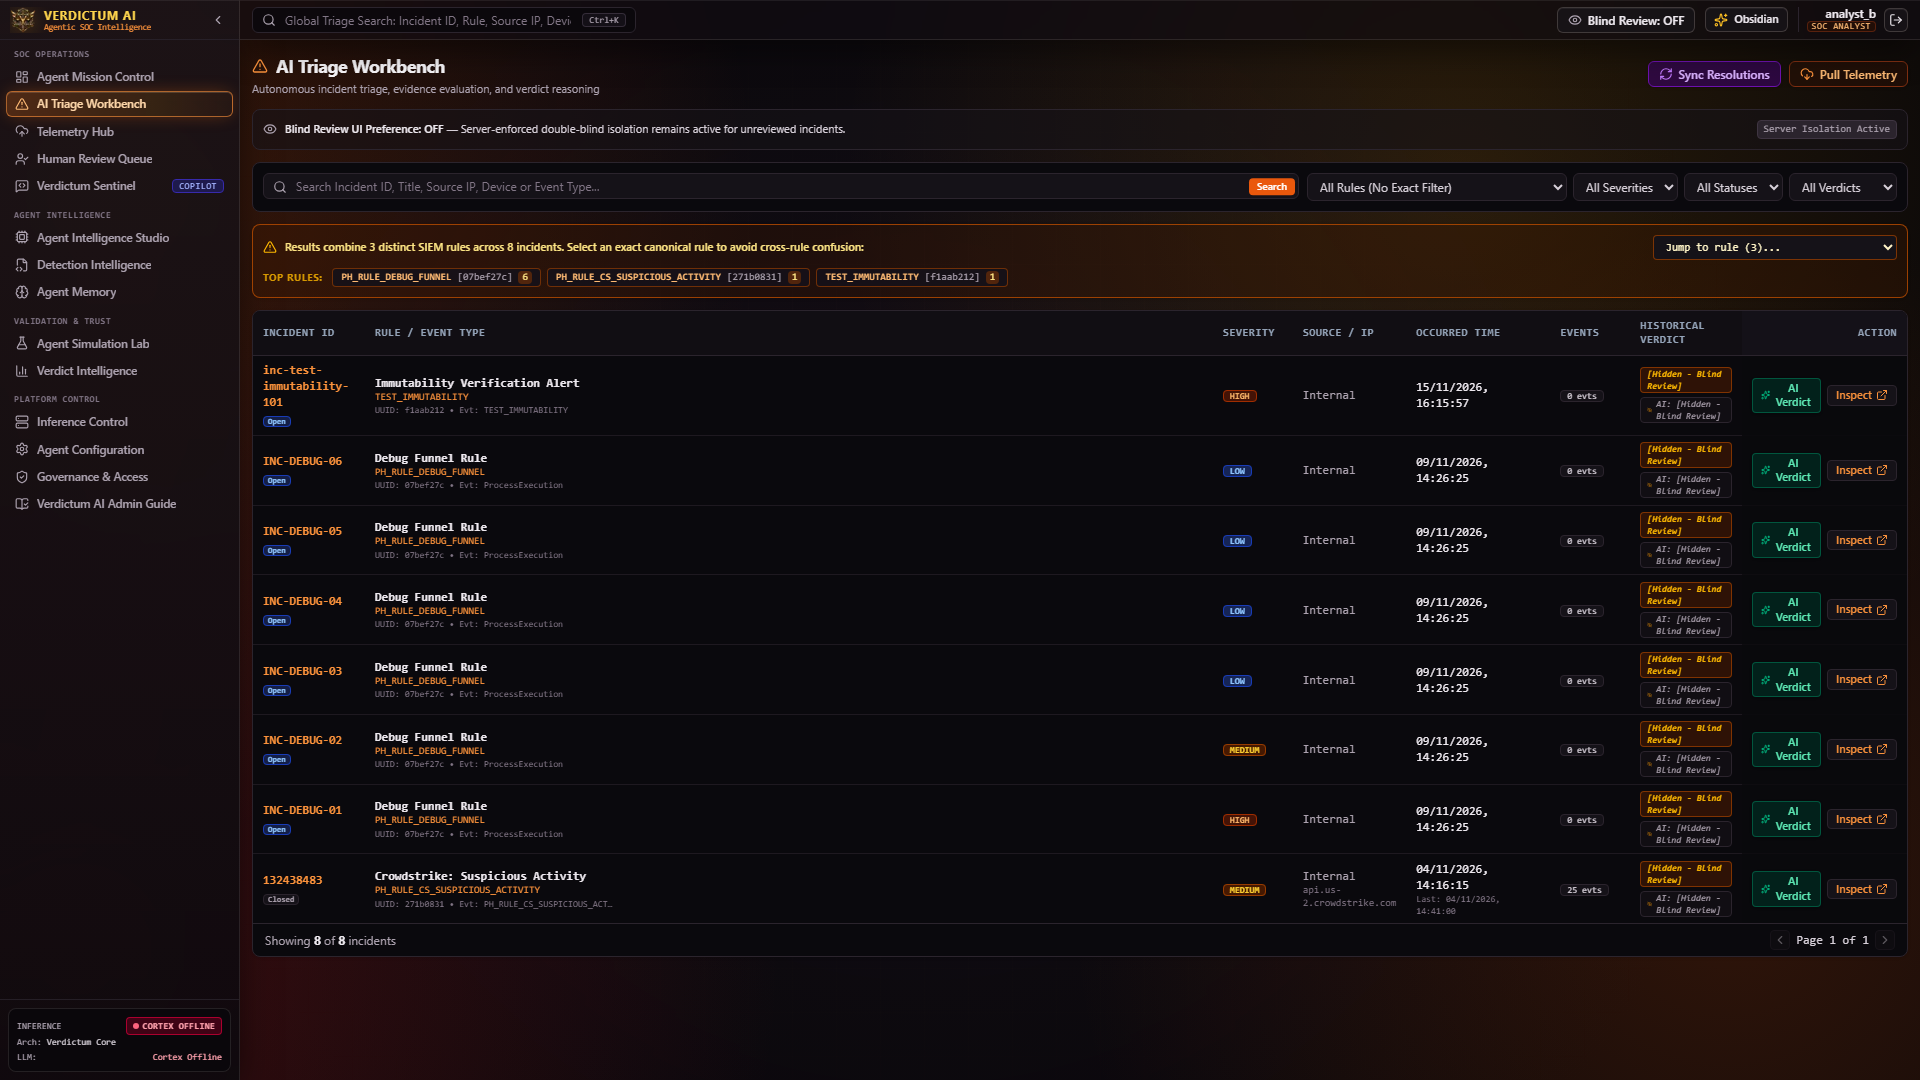 VERDICTUM AI
Agentic SOC Intelligence
Global Triage Search: Incident ID, Rule, Source IP, Devi
Ctrl+K
Blind Review: OFF
Obsidian
analyst_b
SOC ANALYST
SOC OPERATIONS
Agent Mission Control
AI Triage Workbench
Telemetry Hub
Human Review Queue
Verdictum Sentinel
COPILOT
AGENT INTELLIGENCE
Agent Intelligence Studio
Detection Intelligence
Agent Memory
VALIDATION & TRUST
Agent Simulation Lab
Verdict Intelligence
PLATFORM CONTROL
Inference Control
Agent Configuration
Governance & Access
Verdictum AI Admin Guide
INFERENCE
CORTEX OFFLINE
Arch: Verdictum Core
LLM: Cortex Offline
AI Triage Workbench
Autonomous incident triage, evidence evaluation, and verdict reasoning
Sync Resolutions
Pull Telemetry
Blind Review UI Preference: OFF — Server-enforced double-blind isolation remains active for unreviewed incidents.
Server Isolation Active
Search Incident ID, Title, Source IP, Device or Event Type...
Search
All Rules (No Exact Filter)
All Severities
All Statuses
All Verdicts
Results combine 3 distinct SIEM rules across 8 incidents. Select an exact canonical rule to avoid cross-rule confusion:
Jump to rule (3)...
TOP RULES:
PH_RULE_DEBUG_FUNNEL [07bef27c] 6
PH_RULE_CS_SUSPICIOUS_ACTIVITY [271b0831] 1
TEST_IMMUTABILITY [f1aab212] 1
INCIDENT ID
RULE / EVENT TYPE
SEVERITY
SOURCE / IP
OCCURRED TIME
EVENTS
HISTORICAL
VERDICT
ACTION
inc-test-
immutability-
101
Open
Immutability Verification Alert
TEST_IMMUTABILITY
UUID: f1aab212 • Evt: TEST_IMMUTABILITY
HIGH
Internal
15/11/2026,
16:15:57
0 evts
[Hidden - Blind
Review]
AI: [Hidden -
Blind Review]
AI
Verdict
Inspect
INC-DEBUG-06
Open
Debug Funnel Rule
PH_RULE_DEBUG_FUNNEL
UUID: 07bef27c • Evt: ProcessExecution
LOW
Internal
09/11/2026,
14:26:25
0 evts
[Hidden - Blind
Review]
AI: [Hidden -
Blind Review]
AI
Verdict
Inspect
INC-DEBUG-05
Open
Debug Funnel Rule
PH_RULE_DEBUG_FUNNEL
UUID: 07bef27c • Evt: ProcessExecution
LOW
Internal
09/11/2026,
14:26:25
0 evts
[Hidden - Blind
Review]
AI: [Hidden -
Blind Review]
AI
Verdict
Inspect
INC-DEBUG-04
Open
Debug Funnel Rule
PH_RULE_DEBUG_FUNNEL
UUID: 07bef27c • Evt: ProcessExecution
LOW
Internal
09/11/2026,
14:26:25
0 evts
[Hidden - Blind
Review]
AI: [Hidden -
Blind Review]
AI
Verdict
Inspect
INC-DEBUG-03
Open
Debug Funnel Rule
PH_RULE_DEBUG_FUNNEL
UUID: 07bef27c • Evt: ProcessExecution
LOW
Internal
09/11/2026,
14:26:25
0 evts
[Hidden - Blind
Review]
AI: [Hidden -
Blind Review]
AI
Verdict
Inspect
INC-DEBUG-02
Open
Debug Funnel Rule
PH_RULE_DEBUG_FUNNEL
UUID: 07bef27c • Evt: ProcessExecution
MEDIUM
Internal
09/11/2026,
14:26:25
0 evts
[Hidden - Blind
Review]
AI: [Hidden -
Blind Review]
AI
Verdict
Inspect
INC-DEBUG-01
Open
Debug Funnel Rule
PH_RULE_DEBUG_FUNNEL
UUID: 07bef27c • Evt: ProcessExecution
HIGH
Internal
09/11/2026,
14:26:25
0 evts
[Hidden - Blind
Review]
AI: [Hidden -
Blind Review]
AI
Verdict
Inspect
132438483
Closed
Crowdstrike: Suspicious Activity
PH_RULE_CS_SUSPICIOUS_ACTIVITY
UUID: 271b0831 • Evt: PH_RULE_CS_SUSPICIOUS_ACT…
MEDIUM
Internal
api.us-
2.crowdstrike.com
04/11/2026,
14:16:15
Last: 04/11/2026,
14:41:00
25 evts
[Hidden - Blind
Review]
AI: [Hidden -
Blind Review]
AI
Verdict
Inspect
Showing 8 of 8 incidents
Page 1 of 1